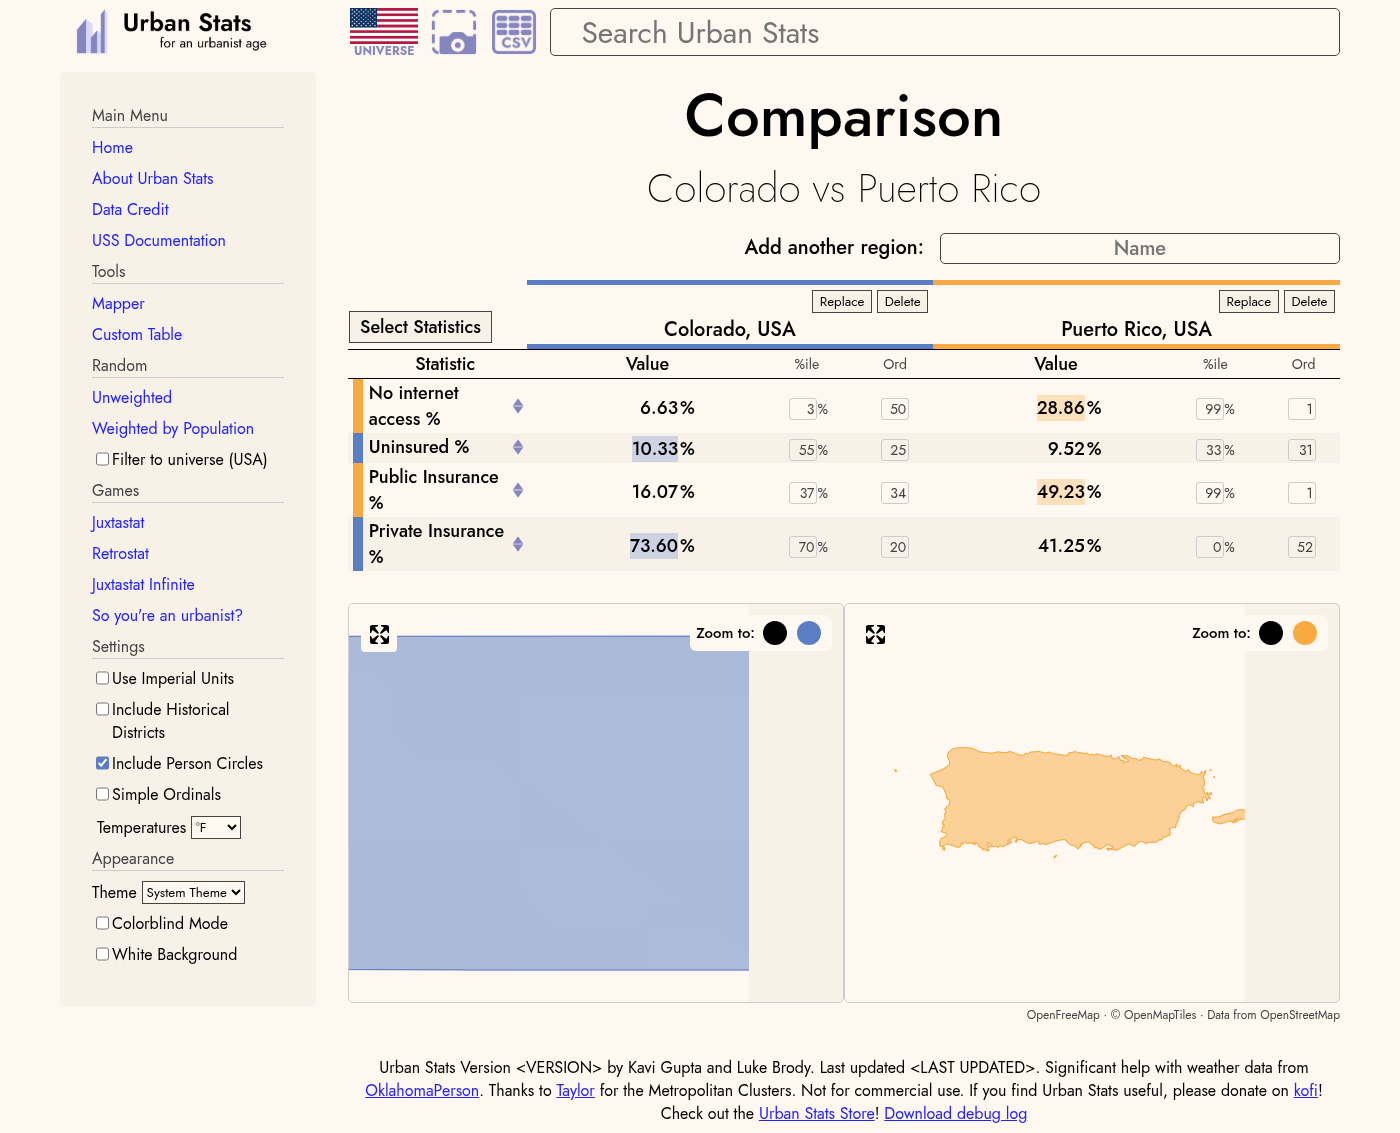 Urban Stats
for an urbanist age
UNIVERSE
CSV
Search Urban Stats
Main Menu
Home
About Urban Stats
Data Credit
USS Documentation
Tools
Mapper
Custom Table
Random
Unweighted
Weighted by Population
Filter to universe (USA)
Games
Juxtastat
Retrostat
Juxtastat Infinite
So you're an urbanist?
Settings
Use Imperial Units
Include Historical
Districts
Include Person Circles
Simple Ordinals
Temperatures °F
Appearance
Theme System Theme
Colorblind Mode
White Background
Comparison
Colorado vs Puerto Rico
Add another region: Name
Replace Delete Replace Delete
Select Statistics Colorado, USA Puerto Rico, USA
Statistic Value %ile Ord Value %ile Ord
No internet
access % 6.63% 3% 50 28.86% 99% 1
Uninsured % 10.33% 55% 25 9.52% 33% 31
Public Insurance
% 16.07% 37% 34 49.23% 99% 1
Private Insurance
% 73.60% 70% 20 41.25% 0% 52
Zoom to: Zoom to:
OpenFreeMap · © OpenMapTiles · Data from OpenStreetMap
Urban Stats Version <VERSION> by Kavi Gupta and Luke Brody. Last updated <LAST UPDATED>. Significant help with weather data from
OklahomaPerson. Thanks to Taylor for the Metropolitan Clusters. Not for commercial use. If you find Urban Stats useful, please donate on kofi!
Check out the Urban Stats Store! Download debug log